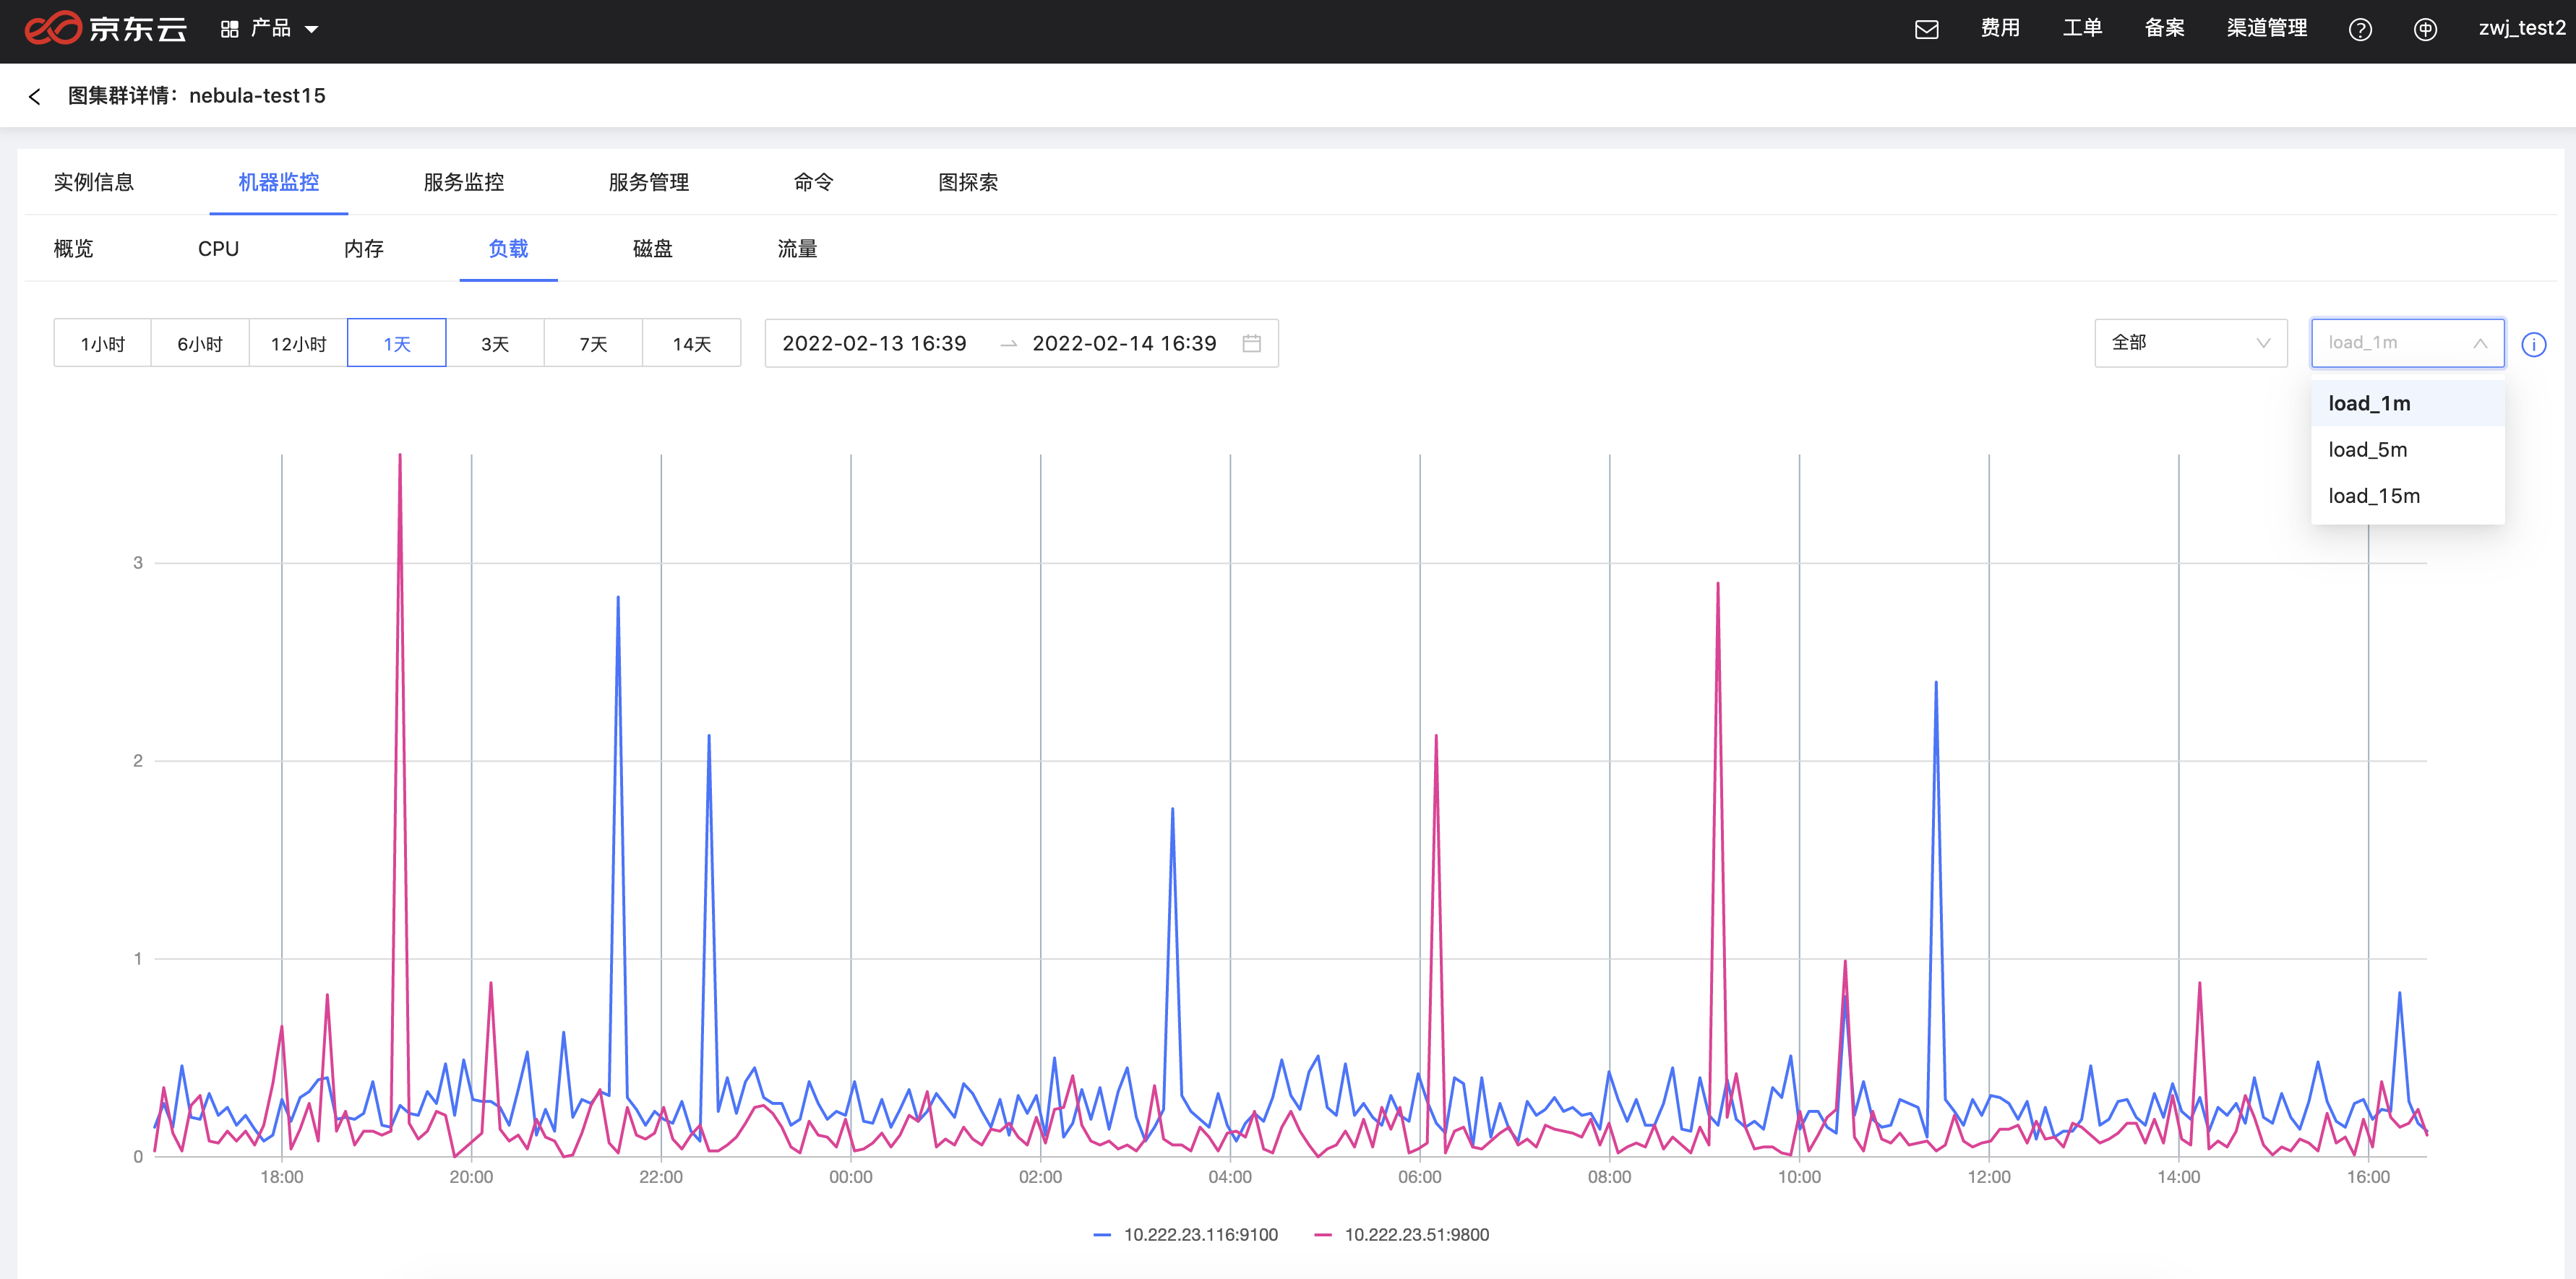 京东云 产品 费用 工单 备案 渠道管理 zwj_test2
图集群详情：nebula-test15
实例信息 机器监控 服务监控 服务管理 命令 图探索
概览 CPU 内存 负载 磁盘 流量
1小时 6小时 12小时 1天 3天 7天 14天 2022-02-13 16:39 → 2022-02-14 16:39 全部 load_1m
load_1m
load_5m
load_15m
3
2
1
0
18:00 20:00 22:00 00:00 02:00 04:00 06:00 08:00 10:00 12:00 14:00 16:00
10.222.23.116:9100 10.222.23.51:9800